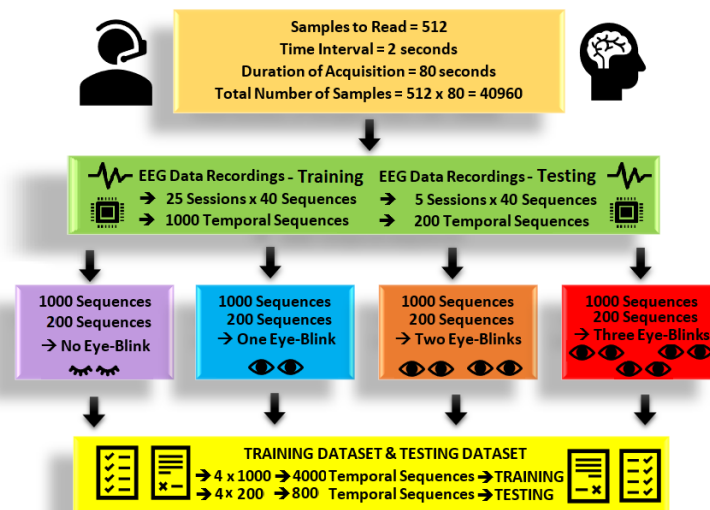 Samples to Read = 512
Time Interval = 2 seconds
Duration of Acquisition = 80 seconds
Total Number of Samples = 512 x 80 = 40960
EEG Data Recordings - Training
→ 25 Sessions x 40 Sequences
→ 1000 Temporal Sequences
EEG Data Recordings - Testing
→ 5 Sessions x 40 Sequences
→ 200 Temporal Sequences
1000 Sequences
200 Sequences
→ No Eye-Blink
1000 Sequences
200 Sequences
→ One Eye-Blink
1000 Sequences
200 Sequences
→ Two Eye-Blinks
1000 Sequences
200 Sequences
→ Three Eye-Blinks
TRAINING DATASET & TESTING DATASET
→ 4 x 1000 → 4000 Temporal Sequences → TRAINING
→ 4 x 200 → 800 Temporal Sequences → TESTING